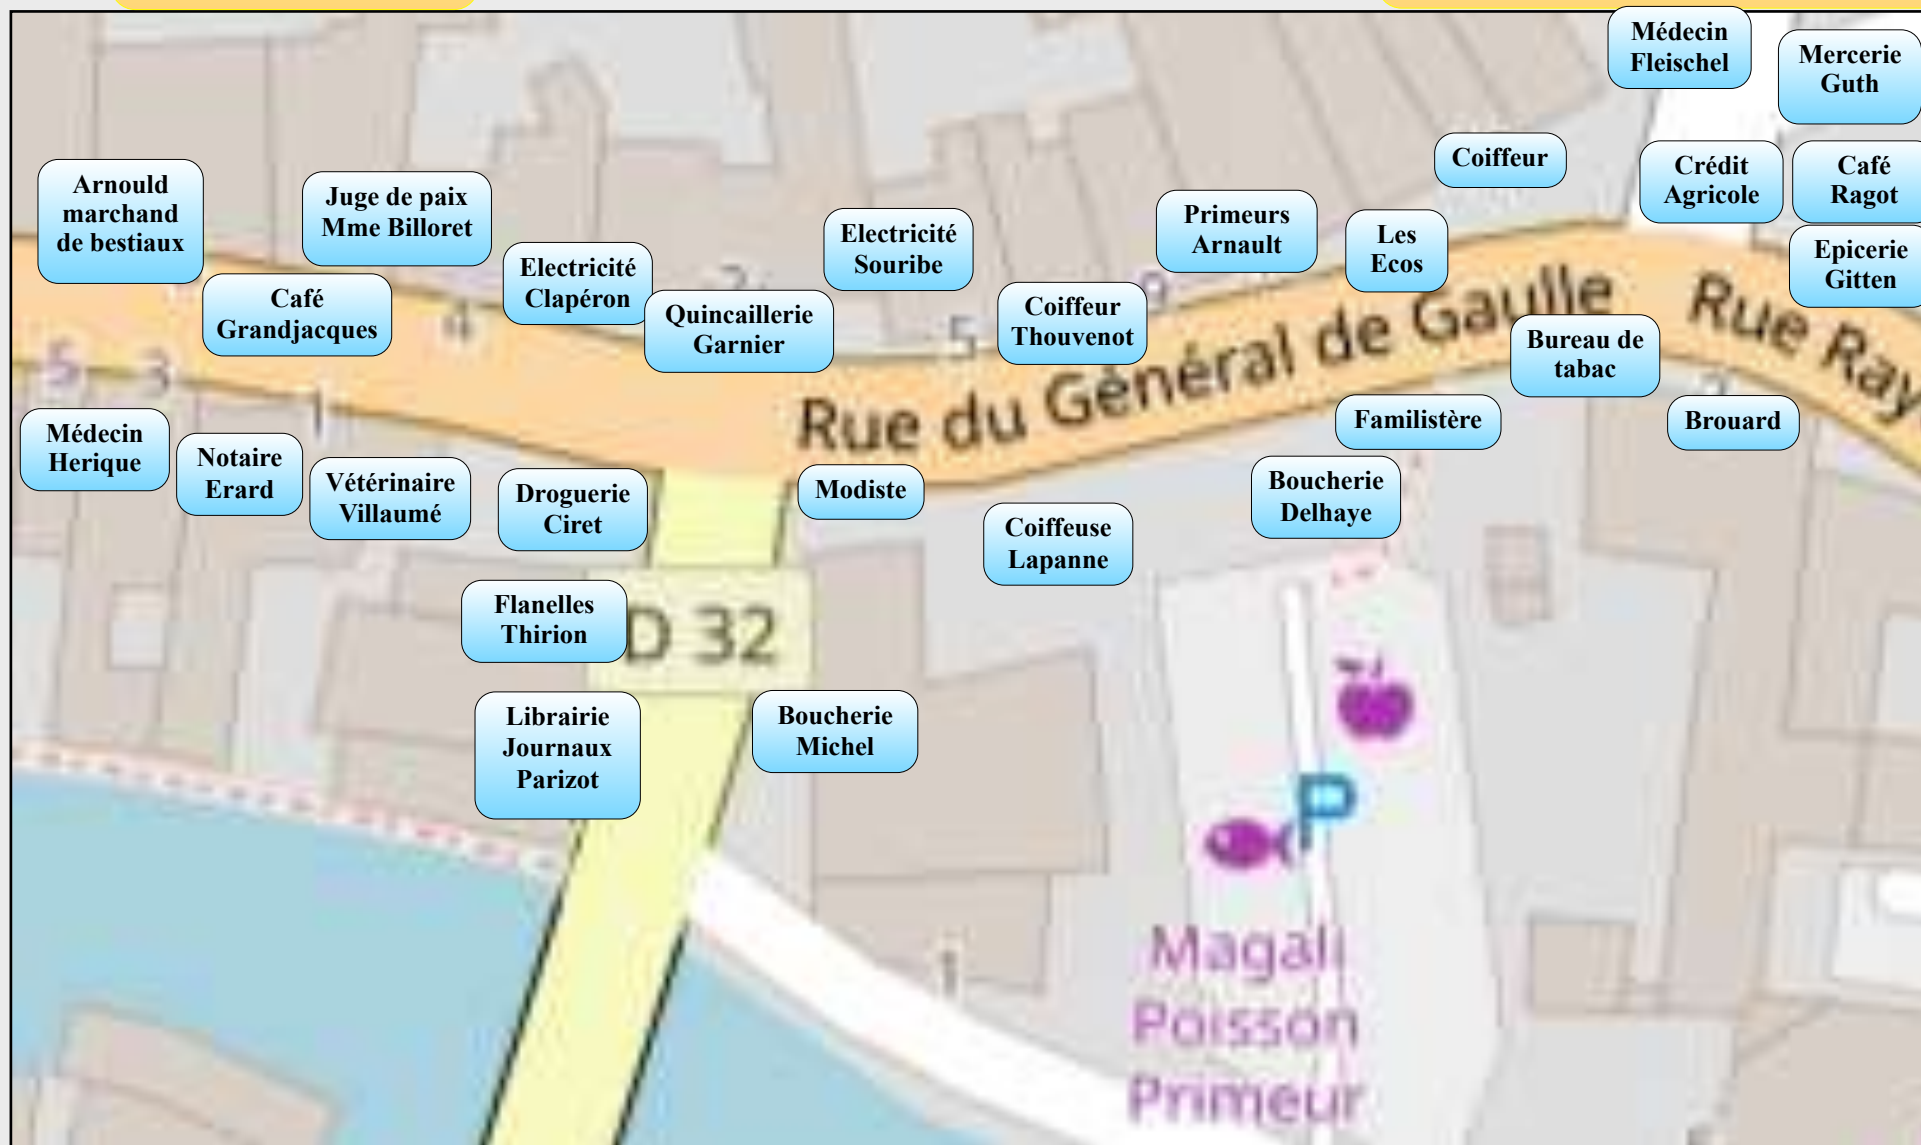 Médecin
Fleischel
Mercerie
Guth
Coiffeur
Crédit
Agricole
Café
Ragot
Arnould
marchand
de bestiaux
Juge de paix
Mme Billoret
Primeurs
Arnault
Electricité
Souribe
Les
Ecos
Epicerie
Gitten
Electricité
Clapéron
Café
Grandjacques
Quincaillerie
Garnier
Coiffeur
Thouvenot
2
9
4
5
5
3
1
Rue du Général de Gaulle
Rue Ray
Bureau de
tabac
2
Familistère
Brouard
Médecin
Herique
Notaire
Erard
Vétérinaire
Villaumé
Droguerie
Ciret
Modiste
Boucherie
Delhaye
Coiffeuse
Lapanne
Flanelles
Thirion
D 32
Librairie
Journaux
Parizot
Boucherie
Michel
P
1
Magali
Poisson
Primeur